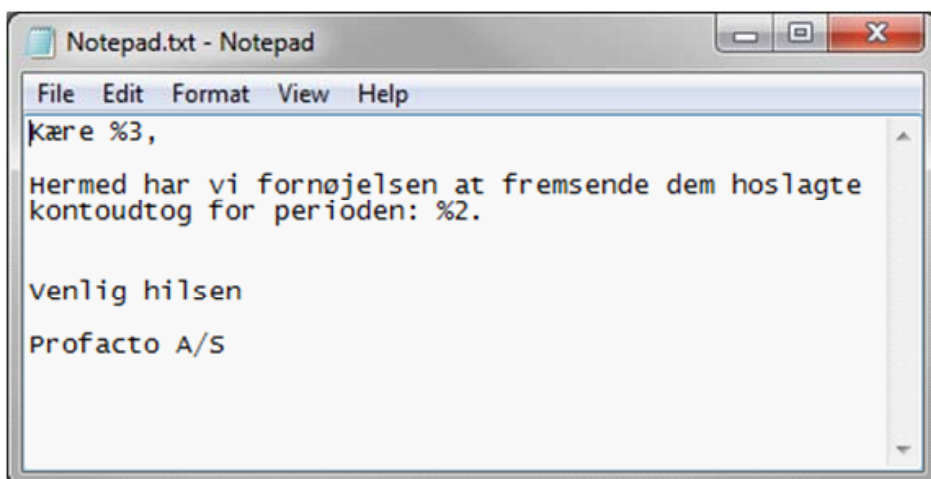 Notepad.txt - Notepad
File Edit Format View Help
Kære %3,
Hermed har vi fornøjelsen at fremsende dem hoslagte
kontoudtog for perioden: %2.
Venlig hilsen
Profacto A/S